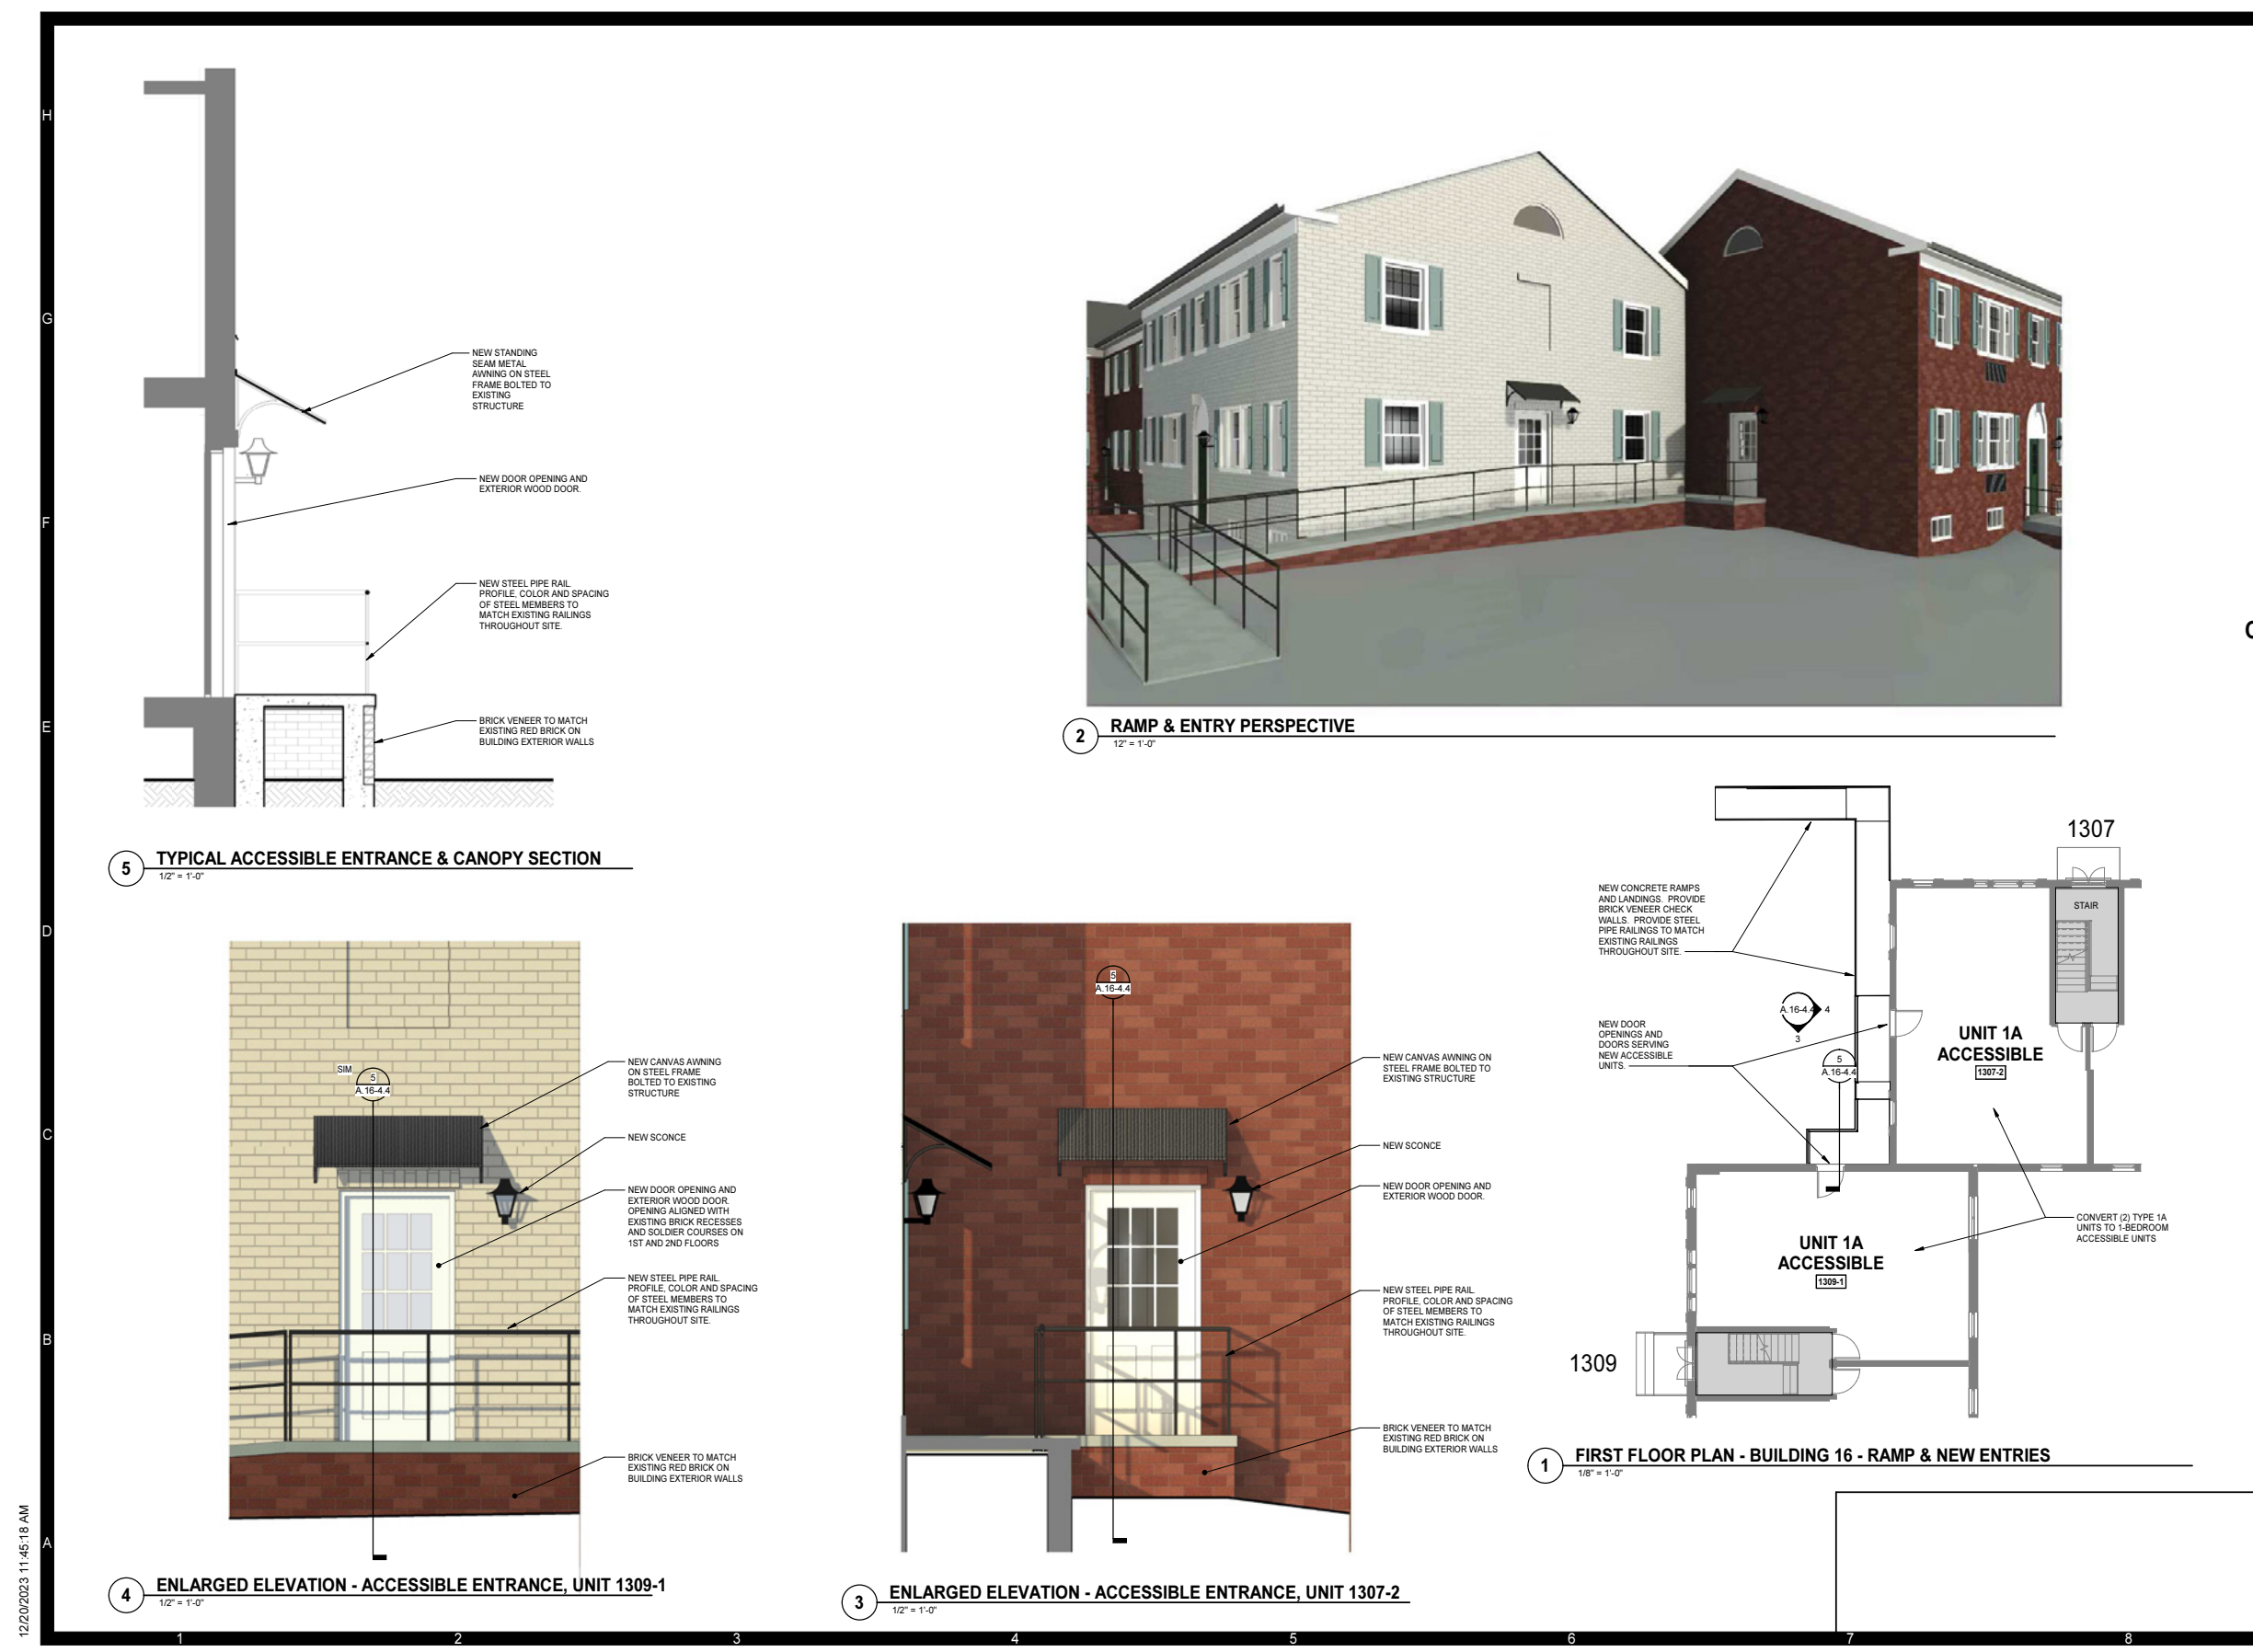 H
G
F
E
D
C
B
A
NEW STANDING
SEAM METAL
AWNING ON STEEL
FRAME BOLTED TO
EXISTING
STRUCTURE
NEW DOOR OPENING AND
EXTERIOR WOOD DOOR.
NEW STEEL PIPE RAIL.
PROFILE, COLOR AND SPACING
OF STEEL MEMBERS TO
MATCH EXISTING RAILINGS
THROUGHOUT SITE.
BRICK VENEER TO MATCH
EXISTING RED BRICK ON
BUILDING EXTERIOR WALLS
5 TYPICAL ACCESSIBLE ENTRANCE & CANOPY SECTION
1/2" = 1'-0"
2 RAMP & ENTRY PERSPECTIVE
12" = 1'-0"
C
SIM
5
A.16-4.4
NEW CANVAS AWNING
ON STEEL FRAME
BOLTED TO EXISTING
STRUCTURE
NEW SCONCE
NEW DOOR OPENING AND
EXTERIOR WOOD DOOR.
OPENING ALIGNED WITH
EXISTING BRICK RECESSES
AND SOLDIER COURSES ON
1ST AND 2ND FLOORS
NEW STEEL PIPE RAIL.
PROFILE, COLOR AND SPACING
OF STEEL MEMBERS TO
MATCH EXISTING RAILINGS
THROUGHOUT SITE.
BRICK VENEER TO MATCH
EXISTING RED BRICK ON
BUILDING EXTERIOR WALLS
4 ENLARGED ELEVATION - ACCESSIBLE ENTRANCE, UNIT 1309-1
1/2" = 1'-0"
5
A.16-4.4
NEW CANVAS AWNING ON
STEEL FRAME BOLTED TO
EXISTING STRUCTURE
NEW SCONCE
NEW DOOR OPENING AND
EXTERIOR WOOD DOOR.
NEW STEEL PIPE RAIL.
PROFILE, COLOR AND SPACING
OF STEEL MEMBERS TO
MATCH EXISTING RAILINGS
THROUGHOUT SITE.
BRICK VENEER TO MATCH
EXISTING RED BRICK ON
BUILDING EXTERIOR WALLS
3 ENLARGED ELEVATION - ACCESSIBLE ENTRANCE, UNIT 1307-2
1/2" = 1'-0"
1307
STAIR
NEW CONCRETE RAMPS
AND LANDINGS. PROVIDE
BRICK VENEER CHECK
WALLS. PROVIDE STEEL
PIPE RAILINGS TO MATCH
EXISTING RAILINGS
THROUGHOUT SITE.
A.16-4.4 4
3
NEW DOOR
OPENINGS AND
DOORS SERVING
NEW ACCESSIBLE
UNITS.
5
A.16-4.4
UNIT 1A
ACCESSIBLE
1307-2
UNIT 1A
ACCESSIBLE
1309-1
CONVERT (2) TYPE 1A
UNITS TO 1-BEDROOM
ACCESSIBLE UNITS
1309
1 FIRST FLOOR PLAN - BUILDING 16 - RAMP & NEW ENTRIES
1/8" = 1'-0"
12/20/2023 11:45:18 AM
1 2 3 4 5 6 7 8